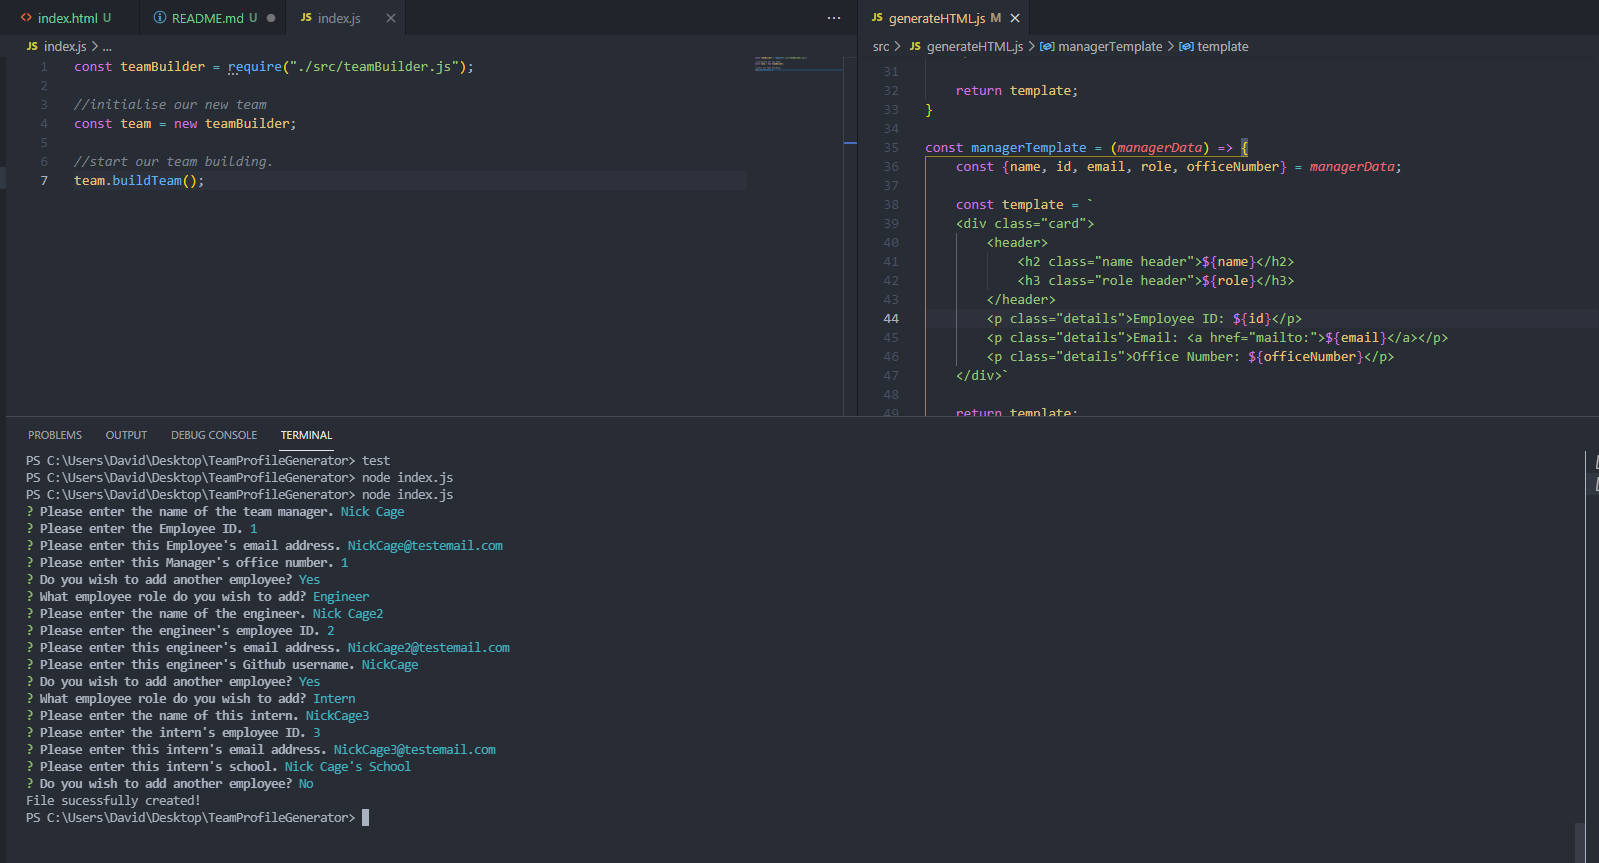 index.html U
README.md U
index.js
index.js > ...
1 const teamBuilder = require("./src/teamBuilder.js");
2
3 //initialise our new team
4 const team = new teamBuilder;
5
6 //start our team building.
7 team.buildTeam();
JS generateHTML.js M
src > JS generateHTML.js > managerTemplate > template
31
32 return template;
33 }
34
35 const managerTemplate = (managerData) => {
36 const {name, id, email, role, officeNumber} = managerData;
37
38 const template = `
39 <div class="card">
40 <header>
41 <h2 class="name header">${name}</h2>
42 <h3 class="role header">${role}</h3>
43 </header>
44 <p class="details">Employee ID: ${id}</p>
45 <p class="details">Email: <a href="mailto:">${email}</a></p>
46 <p class="details">Office Number: ${officeNumber}</p>
47 </div>`
48
49 return template;
PROBLEMS OUTPUT DEBUG CONSOLE TERMINAL
PS C:\Users\David\Desktop\TeamProfileGenerator> test
PS C:\Users\David\Desktop\TeamProfileGenerator> node index.js
PS C:\Users\David\Desktop\TeamProfileGenerator> node index.js
? Please enter the name of the team manager. Nick Cage
? Please enter the Employee ID. 1
? Please enter this Employee's email address. NickCage@testemail.com
? Please enter this Manager's office number. 1
? Do you wish to add another employee? Yes
? What employee role do you wish to add? Engineer
? Please enter the name of the engineer. Nick Cage2
? Please enter the engineer's employee ID. 2
? Please enter this engineer's email address. NickCage2@testemail.com
? Please enter this engineer's Github username. NickCage
? Do you wish to add another employee? Yes
? What employee role do you wish to add? Intern
? Please enter the name of this intern. NickCage3
? Please enter the intern's employee ID. 3
? Please enter this intern's email address. NickCage3@testemail.com
? Please enter this intern's school. Nick Cage's School
? Do you wish to add another employee? No
File sucessfully created!
PS C:\Users\David\Desktop\TeamProfileGenerator>